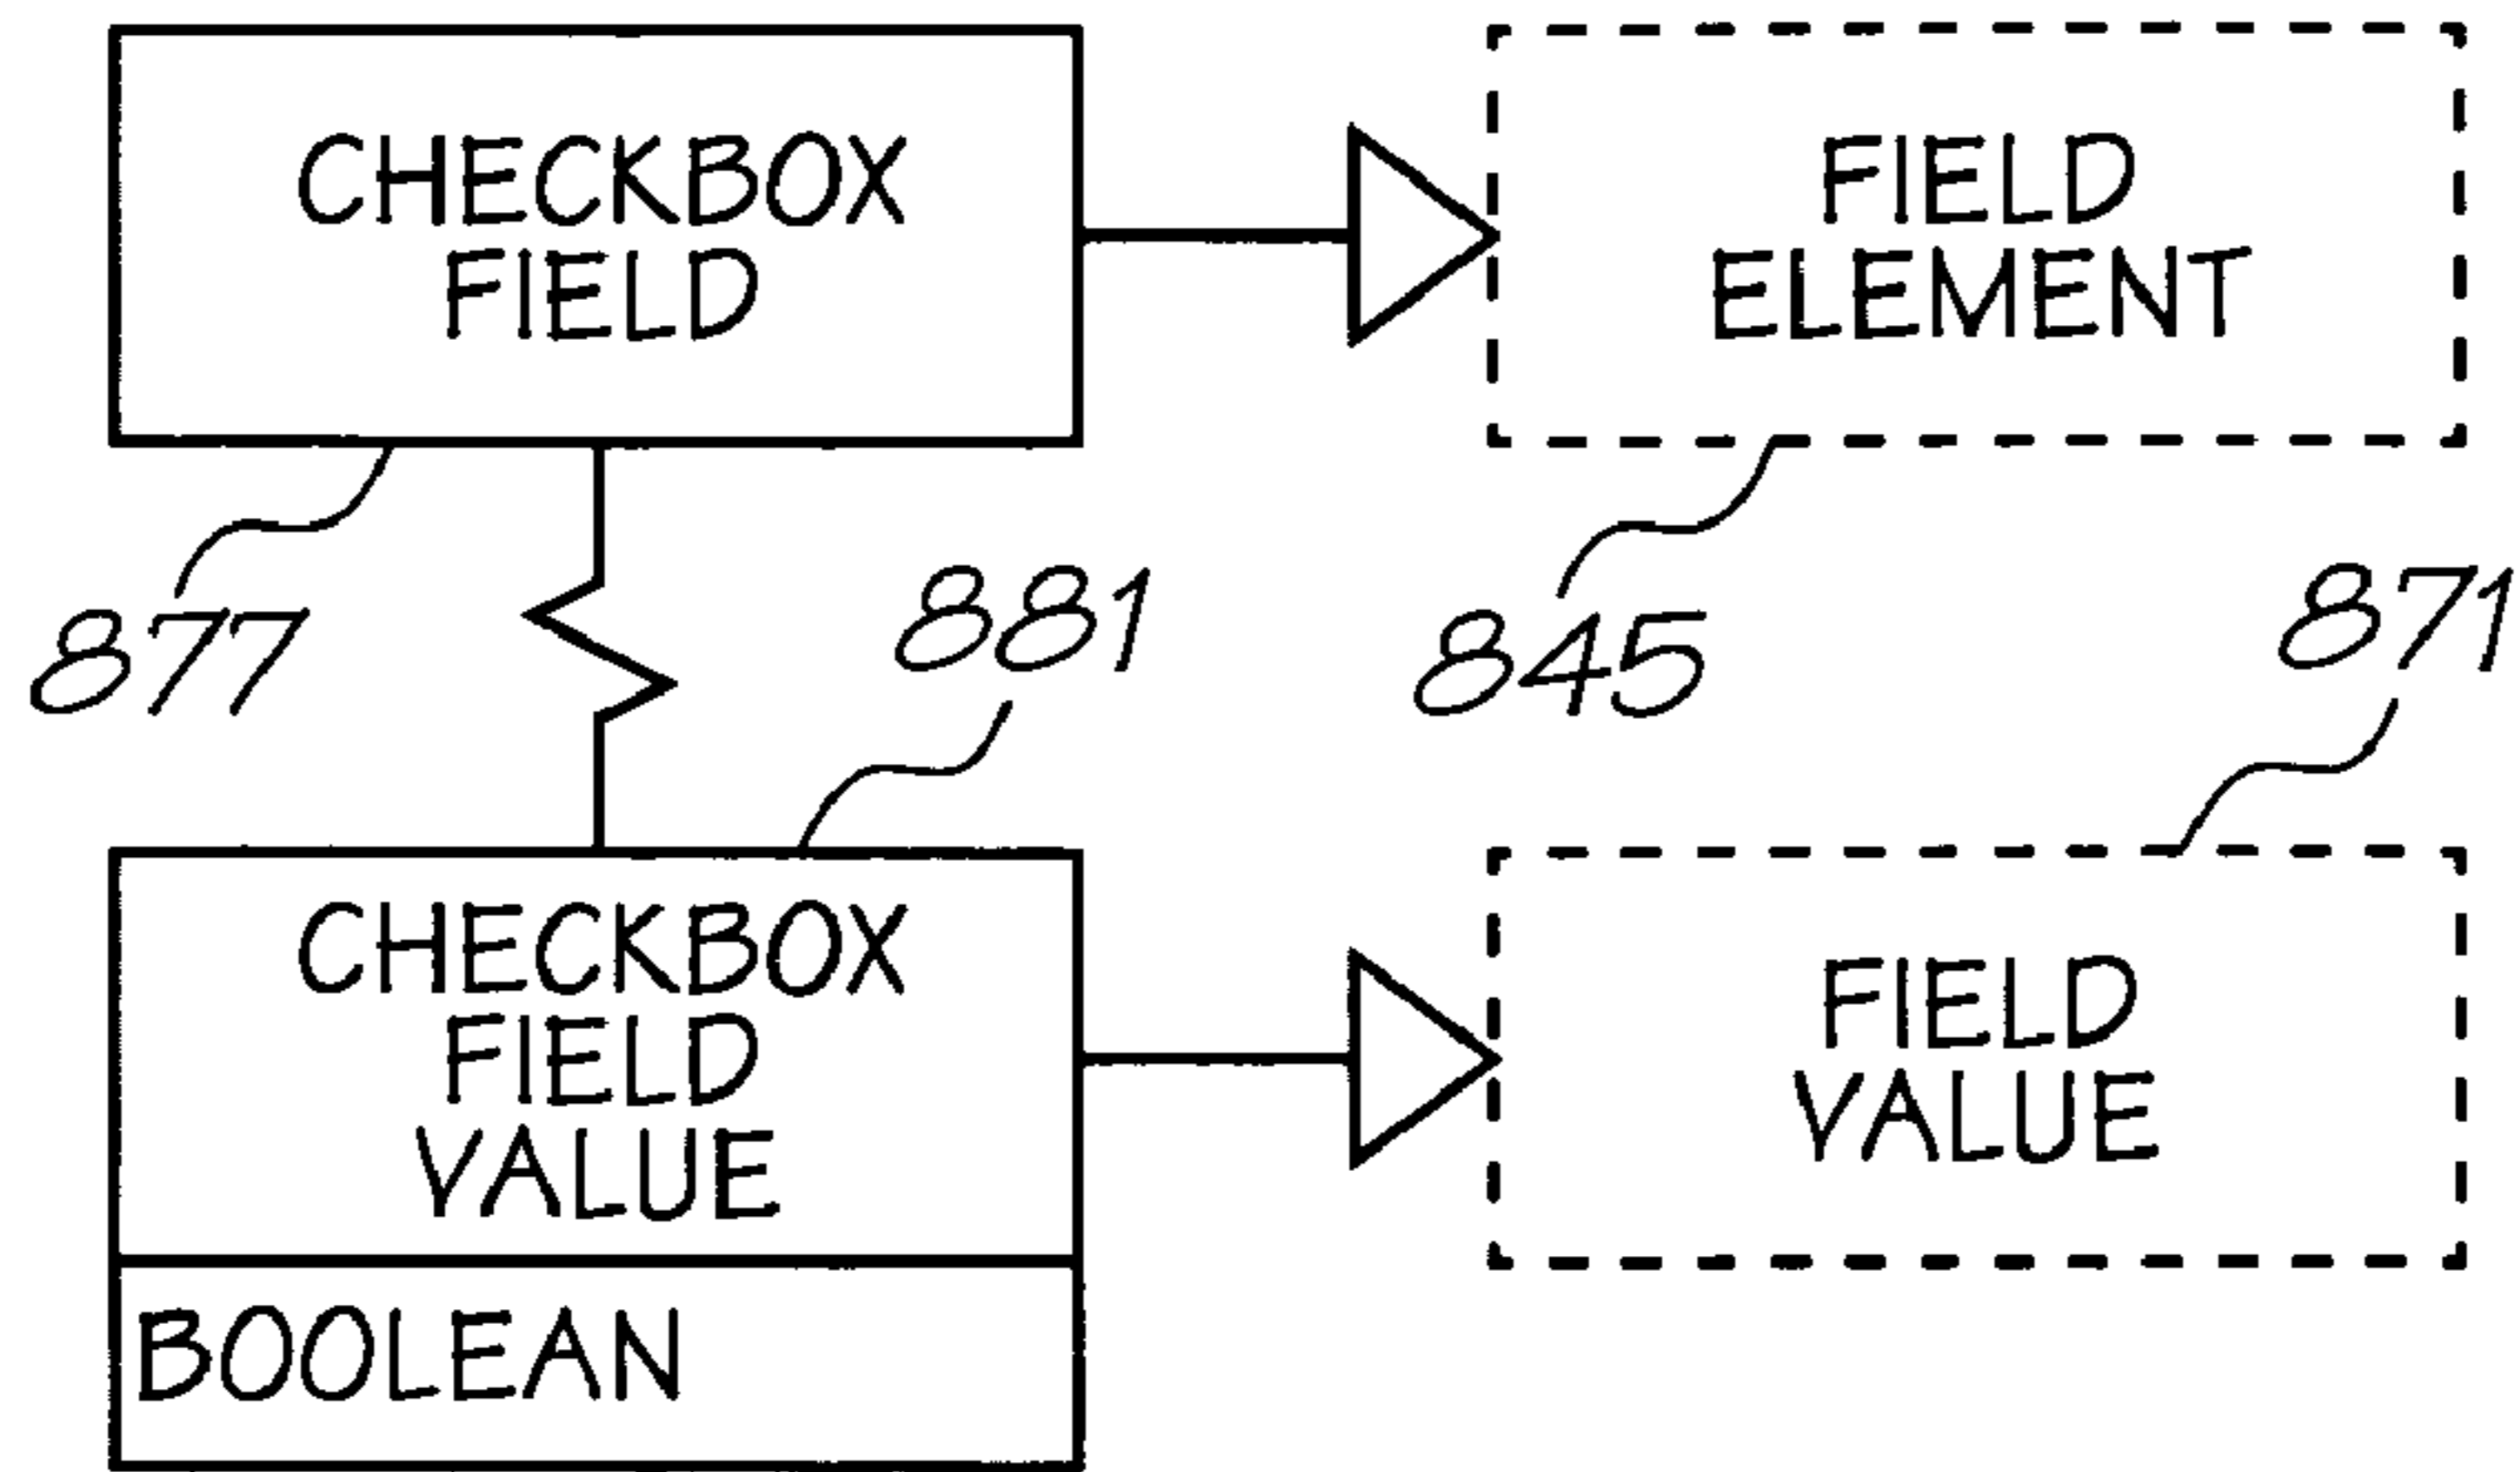 CHECKBOX
FIELD
FIELD
ELEMENT
877
881
845
871
CHECKBOX
FIELD
VALUE
FIELD
VALUE
BOOLEAN